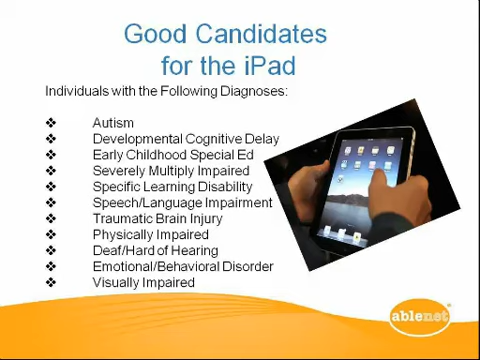 Good Candidates
for the iPad
Individuals with the Following Diagnoses:
❖ Autism
❖ Developmental Cognitive Delay
❖ Early Childhood Special Ed
❖ Severely Multiply Impaired
❖ Specific Learning Disability
❖ Speech/Language Impairment
❖ Traumatic Brain Injury
❖ Physically Impaired
❖ Deaf/Hard of Hearing
❖ Emotional/Behavioral Disorder
❖ Visually Impaired
ablenet